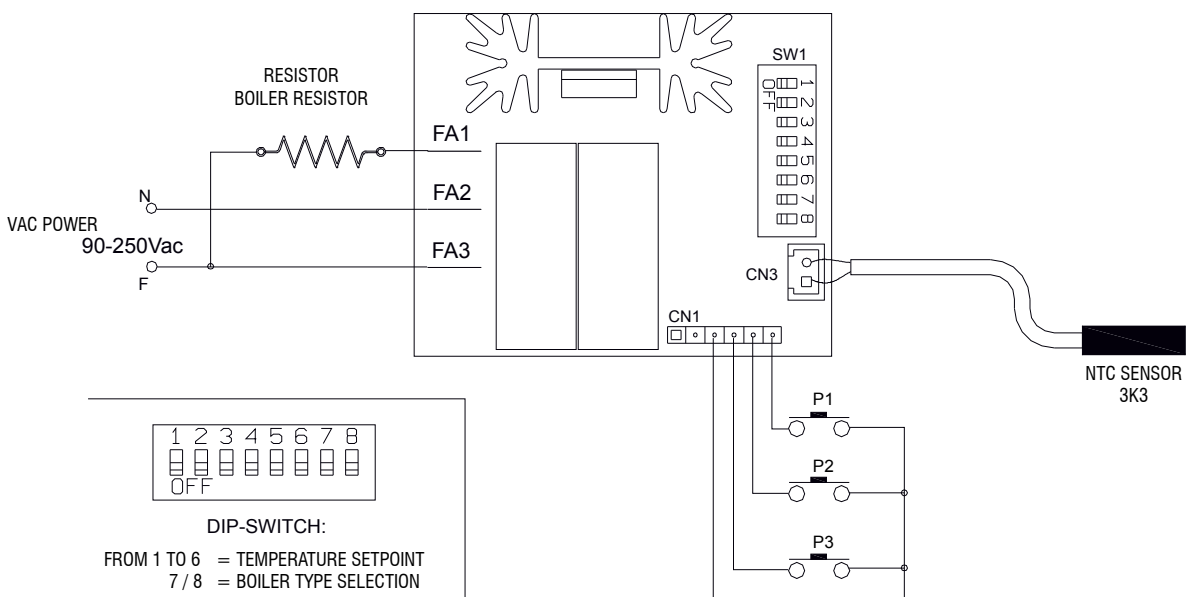 SW1
RESISTOR
BOILER RESISTOR
OFF
1
2
3
4
5
6
7
8
FA1
FA2
FA3
N
VAC POWER
90-250Vac
F
CN3
CN1
NTC SENSOR
3K3
P1
P2
P3
1 2 3 4 5 6 7 8
OFF
DIP-SWITCH:
FROM 1 TO 6 = TEMPERATURE SETPOINT
7 / 8 = BOILER TYPE SELECTION